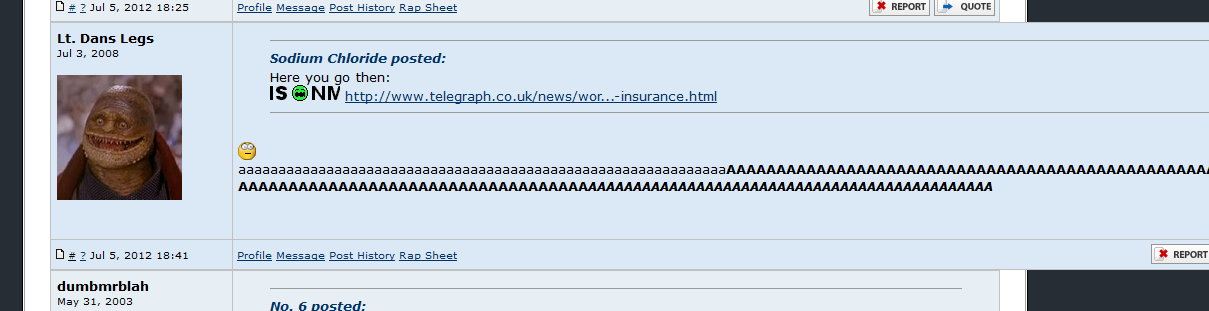 # ? Jul 5, 2012 18:25 Profile Message Post History Rap Sheet REPORT QUOTE
Lt. Dans Legs
Jul 3, 2008
Sodium Chloride posted:
Here you go then:
IS NM http://www.telegraph.co.uk/news/wor...-insurance.html
aaaaaaaaaaaaaaaaaaaaaaaaaaaaaaaaaaaaaaaaaaaaaaaaaaaaaaaaaaaaaAAAAAAAAAAAAAAAAAAAAAAAAAAAAAAAAAAAAAAAAAAAAAAAA
AAAAAAAAAAAAAAAAAAAAAAAAAAAAAAAAAAAAAAAAAAAAAAAAAAAAAAAAAAAAAAAAAAAAAAAAAAA
# ? Jul 5, 2012 18:41 Profile Message Post History Rap Sheet REPORT
dumbmrblah
May 31, 2003
No. 6 posted: